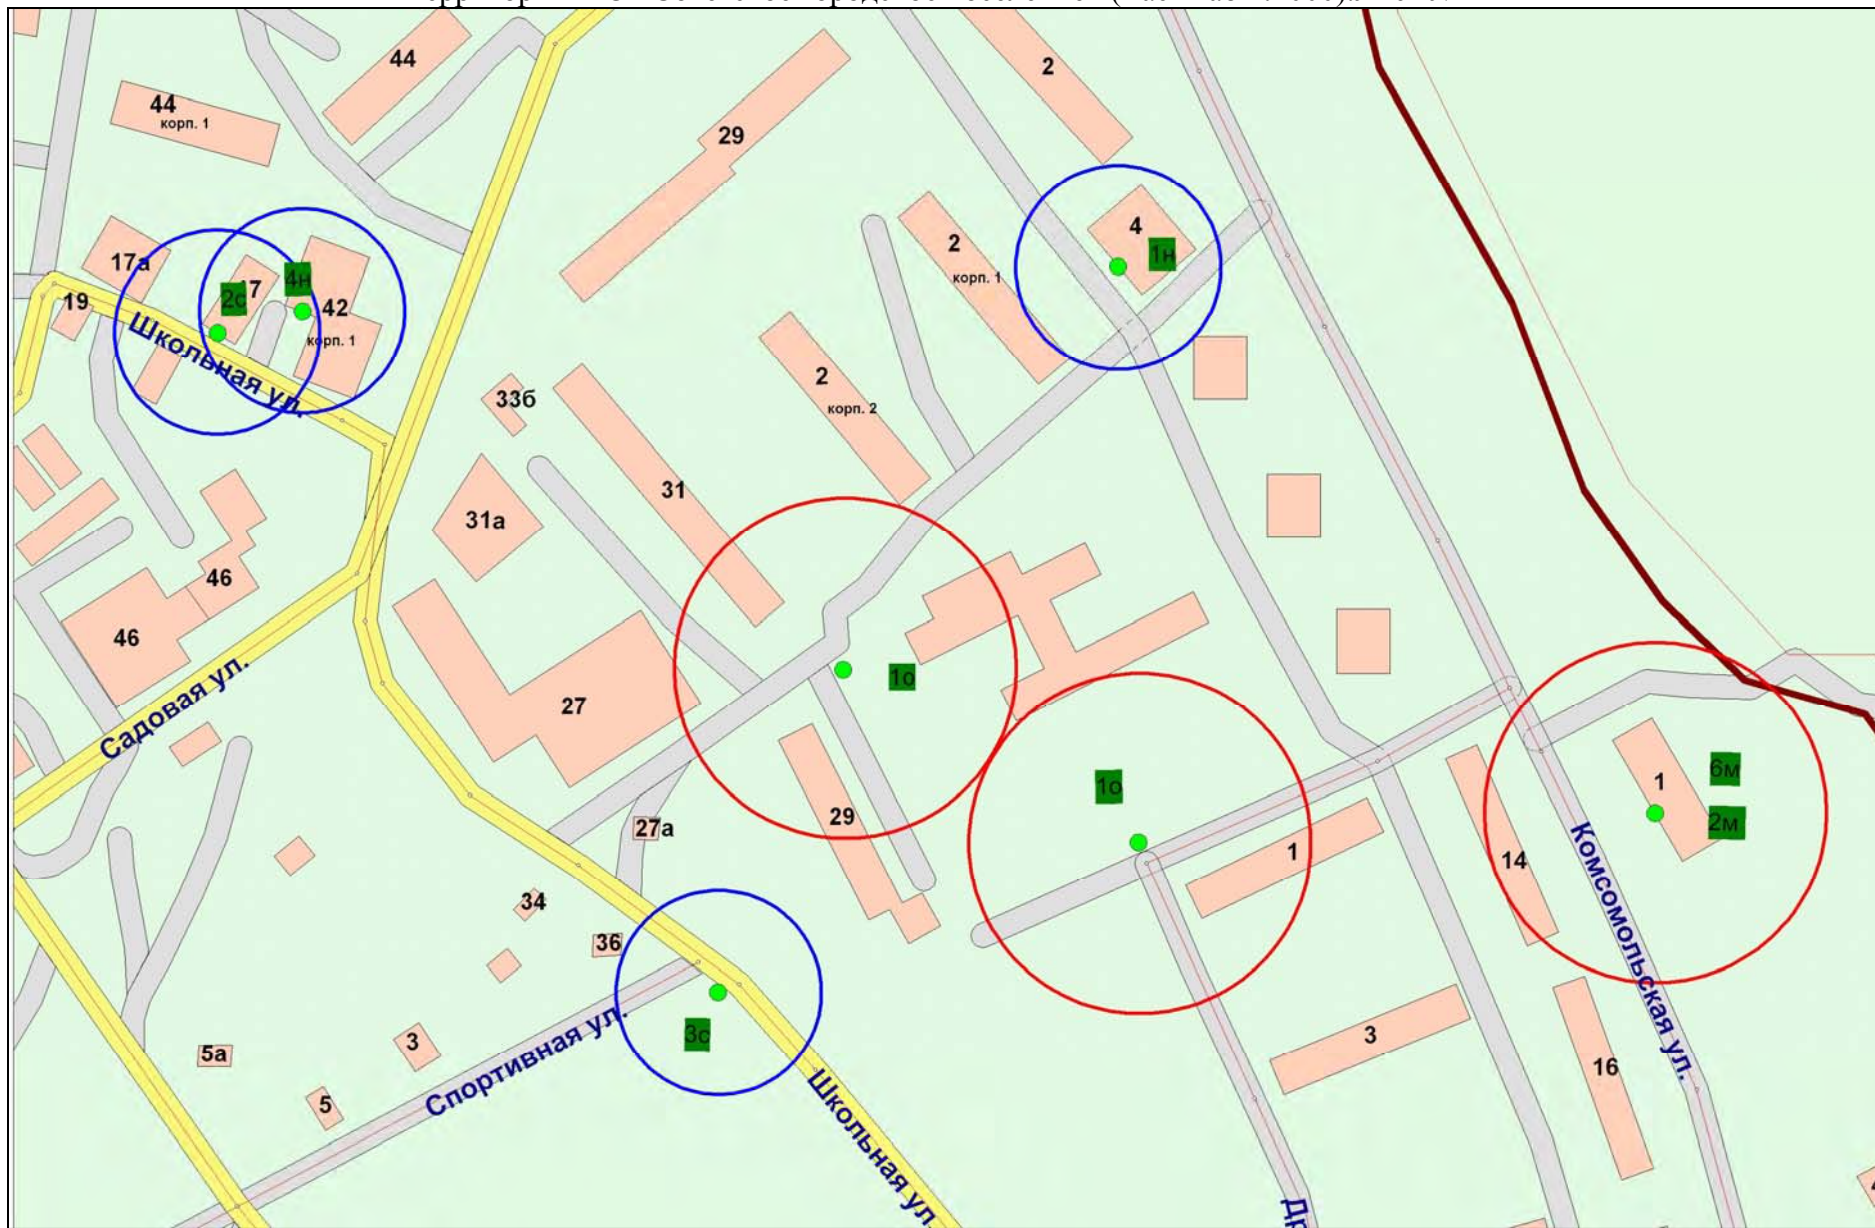 44
2
44
корп. 1
29
17а
4
1н
2
корп. 1
4н
2с
17
42
корп. 1
19
Школьная ул.
2
корп. 2
33б
31
31а
46
46
27
1о
Садовая ул.
6м
1
2м
1о
29
27а
1
14
Комсомольская ул.
34
36
3с
3
5а
5
Спортивная ул.
3
16
Школьная ул